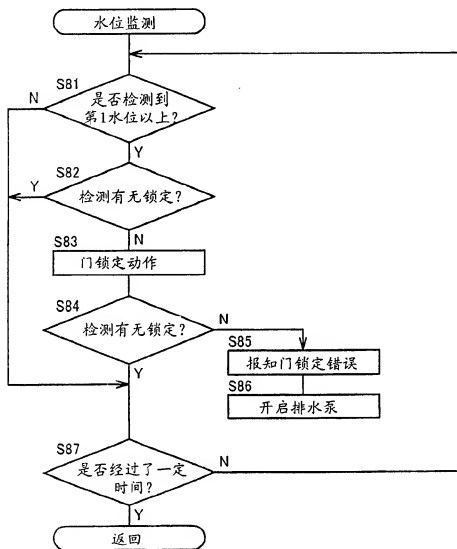 水位监测
S81
N
是否检测到
第1水位以上?
Y
S82
Y
检测有无锁定?
N
S83
门锁定动作
S84
N
检测有无锁定?
S85
报知门锁定错误
Y
S86
开启排水泵
S87
N
是否经过了一定
时间?
Y
返回